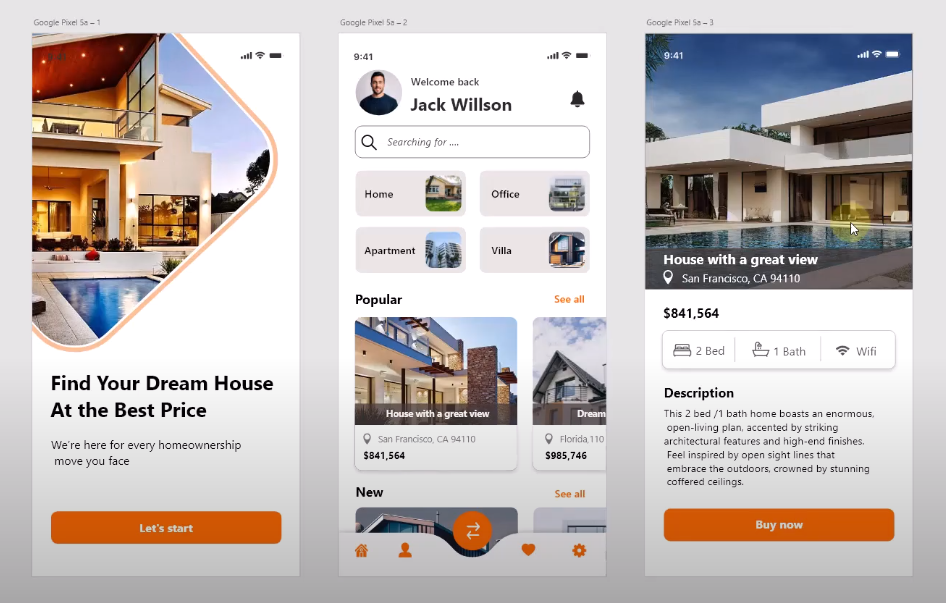 Google Pixel 5a – 1
9:41
Find Your Dream House
At the Best Price
We're here for every homeownership
move you face
Let's start
Google Pixel 5a – 2
9:41
Welcome back
Jack Willson
Searching for ....
Home
Office
Apartment
Villa
Popular
See all
House with a great view
San Francisco, CA 94110
$841,564
Dream
Florida,110
$985,746
New
See all
Google Pixel 5a – 3
9:41
House with a great view
San Francisco, CA 94110
$841,564
2 Bed
1 Bath
Wifi
Description
This 2 bed /1 bath home boasts an enormous,
open-living plan, accented by striking
architectural features and high-end finishes.
Feel inspired by open sight lines that
embrace the outdoors, crowned by stunning
coffered ceilings.
Buy now